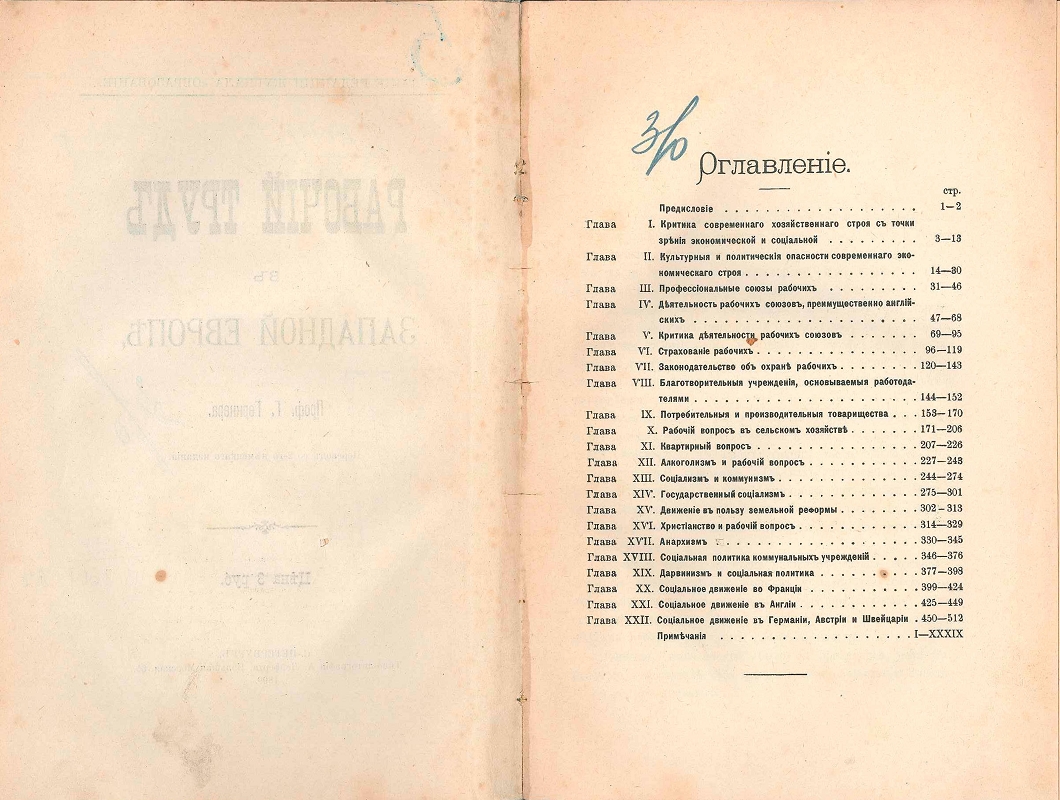 РАБОЧІЙ ТРУДЪ
ВЪ
ЗАПАДНОЙ ЕВРОПѢ,
Проф. Г. Геркнера.
Цѣна 3 руб.
Оглавленіе.
стр.
Предисловіе . . . . . . . . . . . . . . . . . . . 1—2
Глава I. Критика современнаго хозяйственнаго строя съ точки
зрѣнія экономической и соціальной . . . . . . . . . 3—13
Глава II. Культурныя и политическія опасности современнаго эко-
номическаго строя . . . . . . . . . . . . . . . . . 14—30
Глава III. Профессіональные союзы рабочихъ . . . . . . . . . 31—46
Глава IV. Дѣятельность рабочихъ союзовъ, преимущественно англій-
скихъ . . . . . . . . . . . . . . . . . . . . . . 47—68
Глава V. Критика дѣятельности рабочихъ союзовъ . . . . . . . 69—95
Глава VI. Страхованіе рабочихъ . . . . . . . . . . . . . . . . 96—119
Глава VII. Законодательство объ охранѣ рабочихъ . . . . . . . . 120—143
Глава VIII. Благотворительныя учрежденія, основываемыя работода-
телями . . . . . . . . . . . . . . . . . . . . . . 144—152
Глава IX. Потребительныя и производительныя товарищества . . . 153—170
Глава X. Рабочій вопросъ въ сельскомъ хозяйствѣ . . . . . . . 171—206
Глава XI. Квартирный вопросъ . . . . . . . . . . . . . . . . 207—226
Глава XII. Алкоголизмъ и рабочій вопросъ . . . . . . . . . . . 227—243
Глава XIII. Соціализмъ и коммунизмъ . . . . . . . . . . . . . . 244—274
Глава XIV. Государственный соціализмъ . . . . . . . . . . . . . 275—301
Глава XV. Движеніе въ пользу земельной реформы . . . . . . . . 302—313
Глава XVI. Христіанство и рабочій вопросъ . . . . . . . . . . . . 314—329
Глава XVII. Анархизмъ . . . . . . . . . . . . . . . . . . . . 330—345
Глава XVIII. Соціальная политика коммунальныхъ учрежденій . . . . . 346—376
Глава XIX. Дарвинизмъ и соціальная политика . . . . . . . . . . 377—398
Глава XX. Соціальное движеніе во Франціи . . . . . . . . . . . 399—424
Глава XXI. Соціальное движеніе въ Англіи . . . . . . . . . . . . 425—449
Глава XXII. Соціальное движеніе въ Германіи, Австріи и Швейцаріи . 450—512
Примѣчанія . . . . . . . . . . . . . . . . . . . . I—XXXIX